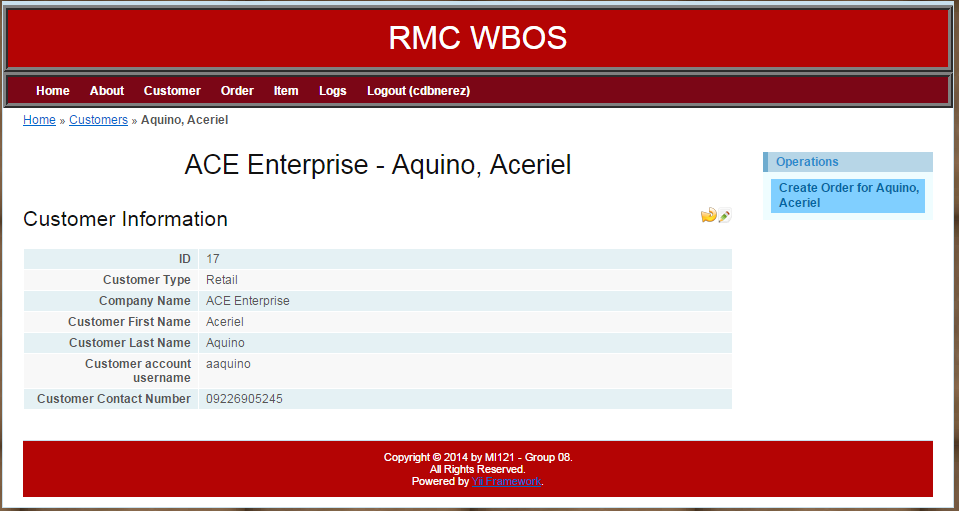 RMC WBOS
Home About Customer Order Item Logs Logout (cdbnerez)
Home » Customers » Aquino, Aceriel
ACE Enterprise - Aquino, Aceriel
Operations
Create Order for Aquino,
Aceriel
Customer Information
ID 17
Customer Type Retail
Company Name ACE Enterprise
Customer First Name Aceriel
Customer Last Name Aquino
Customer account aaquino
username
Customer Contact Number 09226905245
Copyright © 2014 by MI121 - Group 08.
All Rights Reserved.
Powered by Yii Framework.